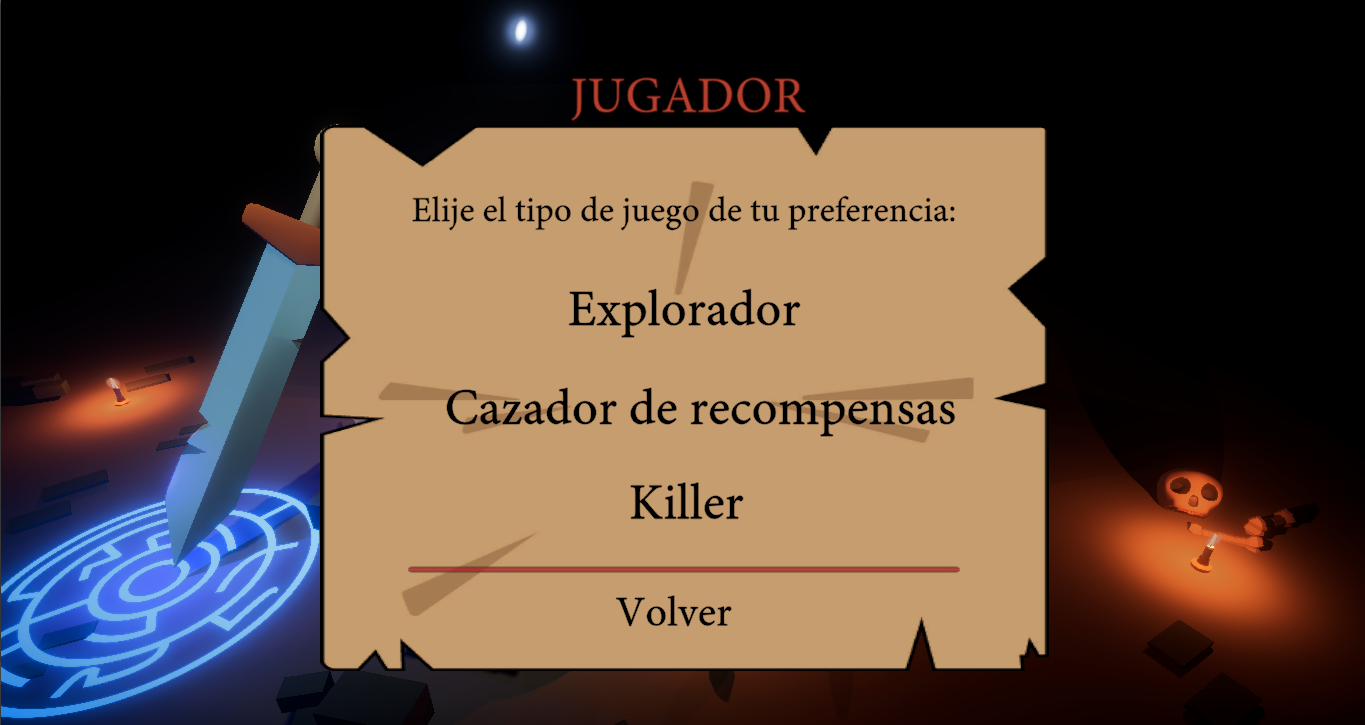 JUGADOR
Elije el tipo de juego de tu preferencia:
Explorador
Cazador de recompensas
Killer
Volver